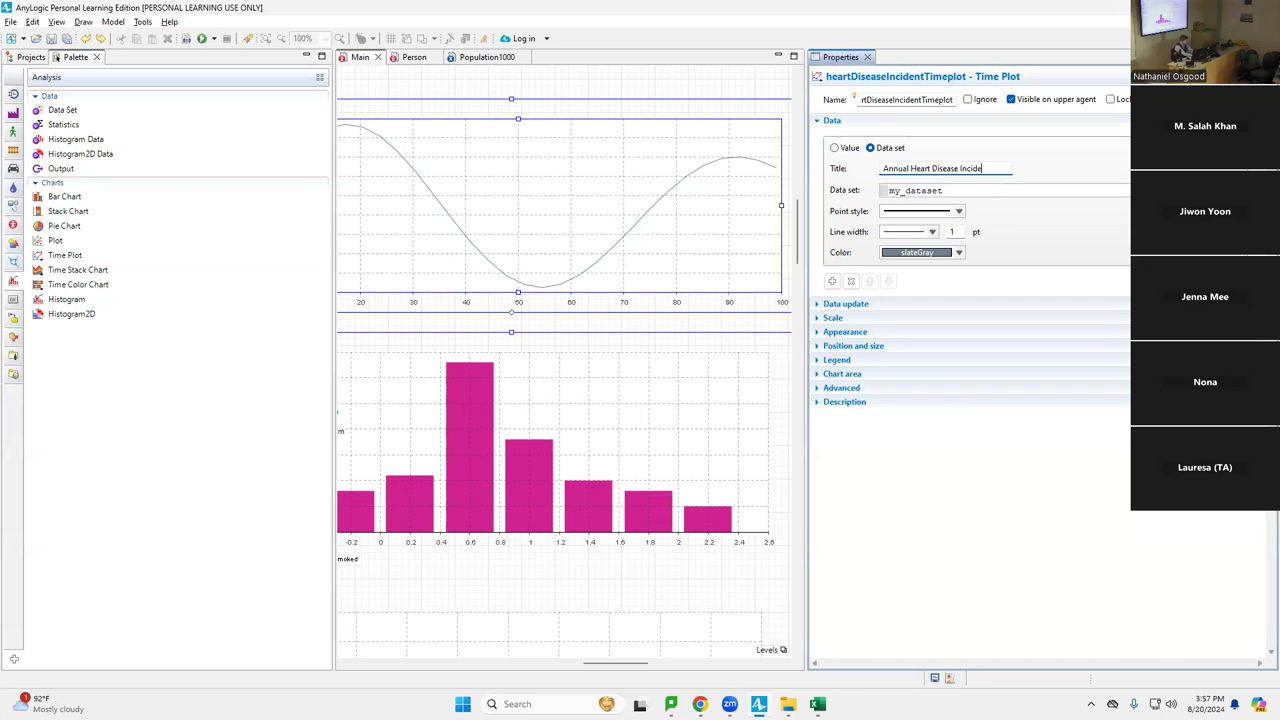 AnyLogic Personal Learning Edition [PERSONAL LEARNING USE ONLY]
File Edit View Draw Model Tools Help
100% Log in
Projects Palette
Main Person Population1000
Properties
Analysis
Data
Data Set
Statistics
Histogram Data
Histogram2D Data
Output
Charts
Bar Chart
Stack Chart
Pie Chart
Plot
Time Plot
Time Stack Chart
Time Color Chart
Histogram
Histogram2D
20 30 40 50 60 70 80 90 100
-0.2 0 0.2 0.4 0.6 0.8 1 1.2 1.4 1.6 1.8 2 2.2 2.4 2.6
m
moked
Levels
heartDiseaseIncidentTimeplot - Time Plot
Name: rtDiseaseIncidentTimeplot Ignore Visible on upper agent Loc
Data
Value Data set
Title: Annual Heart Disease Incide
Data set: my_dataset
Point style:
Line width: 1 pt
Color: slateGray
Data update
Scale
Appearance
Position and size
Legend
Chart area
Advanced
Description
Nathaniel Osgood
M. Salah Khan
Jiwon Yoon
Jenna Mee
Nona
Lauresa (TA)
1
92°F
Mostly cloudy
Search
zm
3:57 PM
8/20/2024